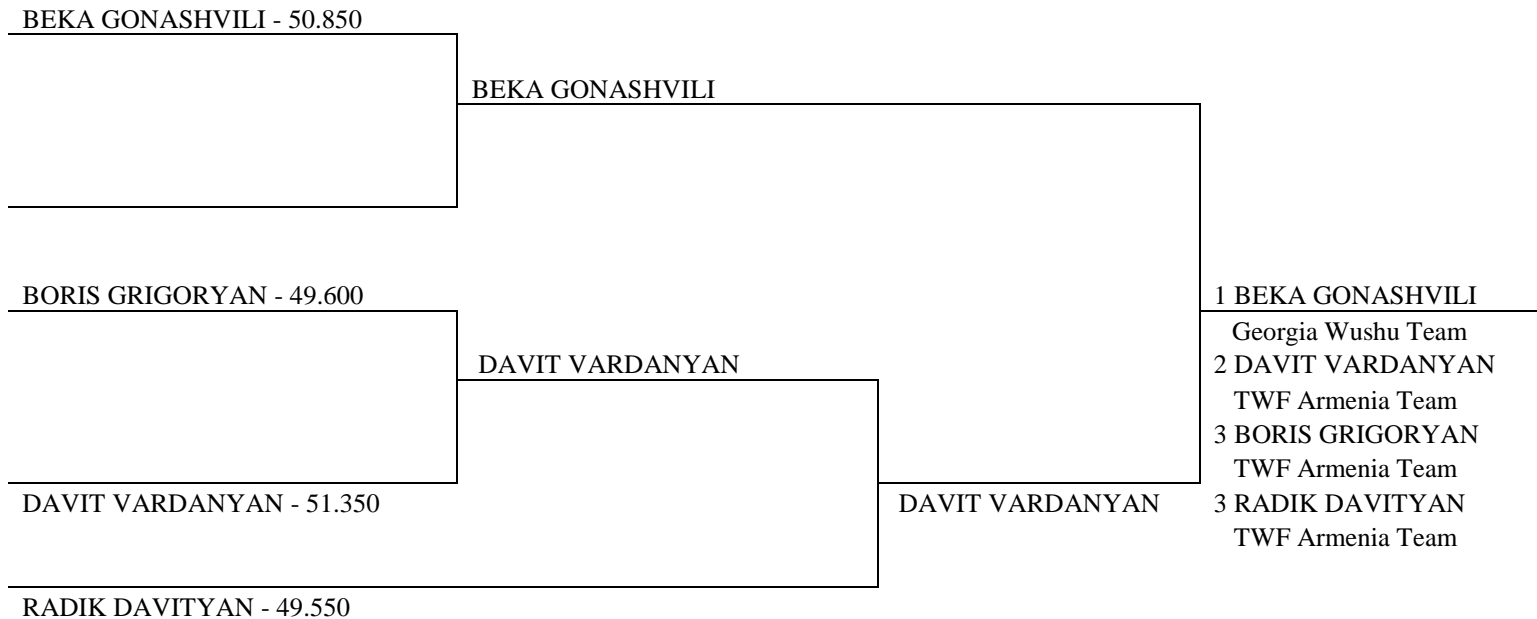 BEKA GONASHVILI - 50.850
BEKA GONASHVILI
BORIS GRIGORYAN - 49.600
DAVIT VARDANYAN
DAVIT VARDANYAN - 51.350
DAVIT VARDANYAN
RADIK DAVITYAN - 49.550
1 BEKA GONASHVILI
Georgia Wushu Team
2 DAVIT VARDANYAN
TWF Armenia Team
3 BORIS GRIGORYAN
TWF Armenia Team
3 RADIK DAVITYAN
TWF Armenia Team